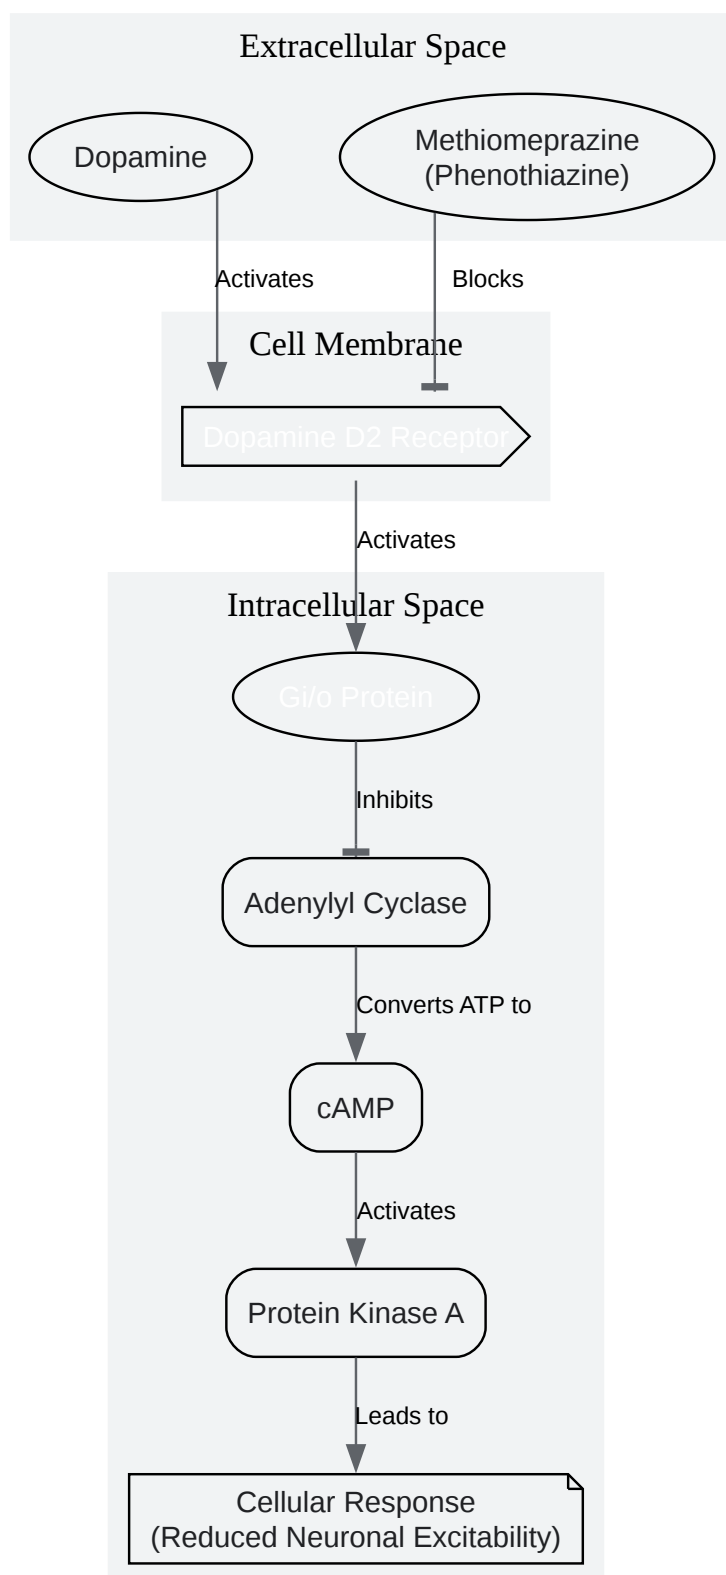 Extracellular Space
Dopamine
Methiomeprazine
(Phenothiazine)
Activates
Blocks
Cell Membrane
Dopamine D2 Receptor
Activates
Intracellular Space
Gi/o Protein
Inhibits
Adenylyl Cyclase
Converts ATP to
cAMP
Activates
Protein Kinase A
Leads to
Cellular Response
(Reduced Neuronal Excitability)